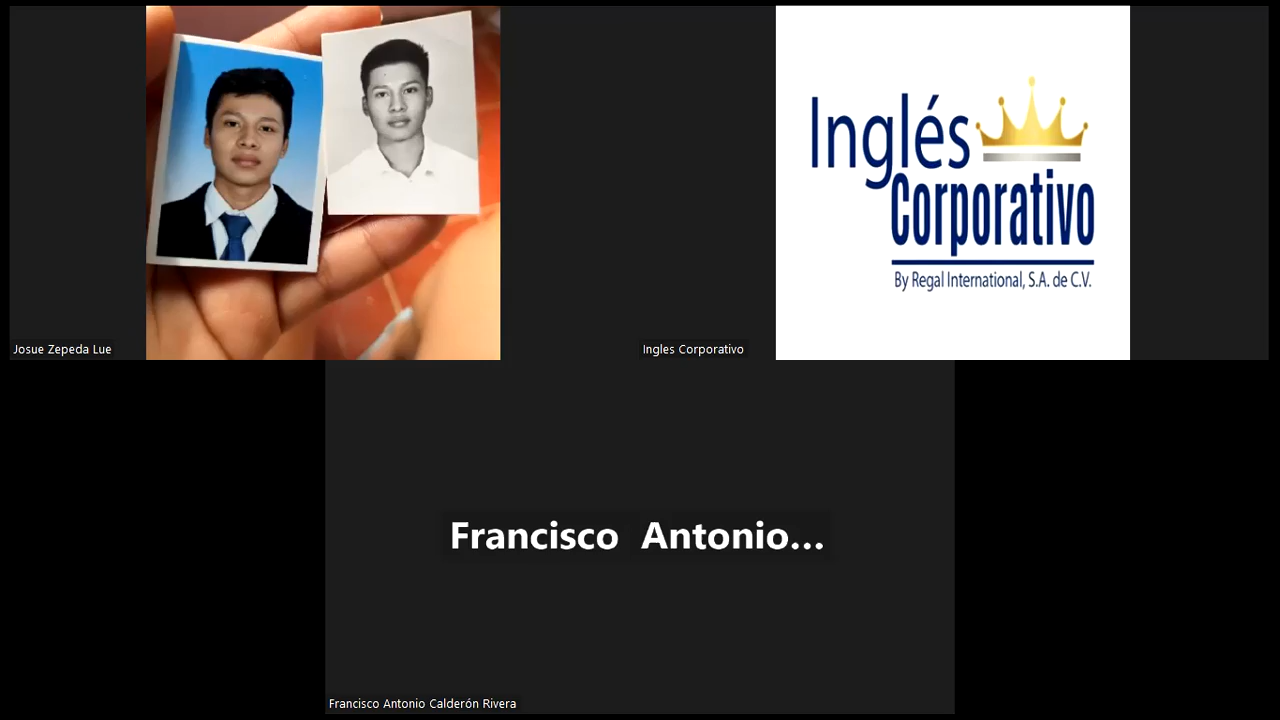 Inglés
Corporativo
By Regal International, S.A. de C.V.
Josue Zepeda Lue
Ingles Corporativo
Francisco Antonio...
Francisco Antonio Calderón Rivera